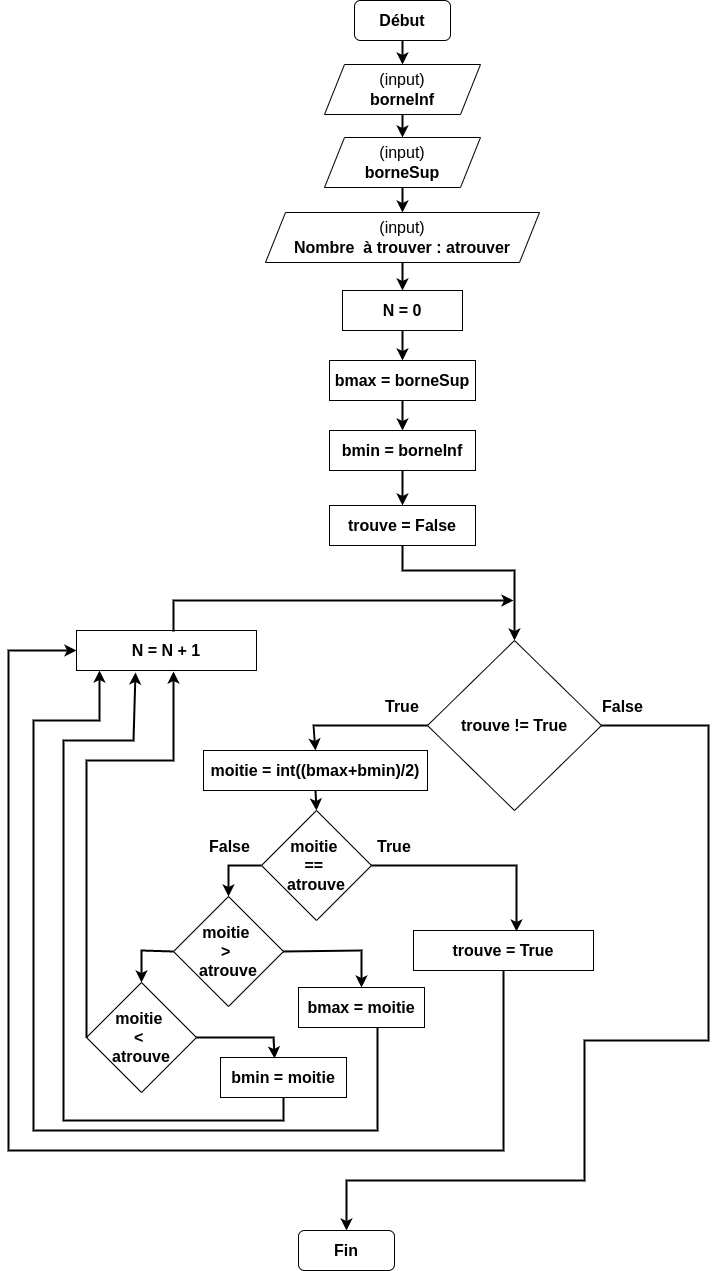 Début
(input)
borneInf
(input)
borneSup
(input)
Nombre à trouver : atrouver
N = 0
bmax = borneSup
bmin = borneInf
trouve = False
N = N + 1
trouve != True
True
False
moitie = int((bmax+bmin)/2)
moitie
==
atrouve
False
True
moitie
>
atrouve
trouve = True
bmax = moitie
moitie
<
atrouve
bmin = moitie
Fin